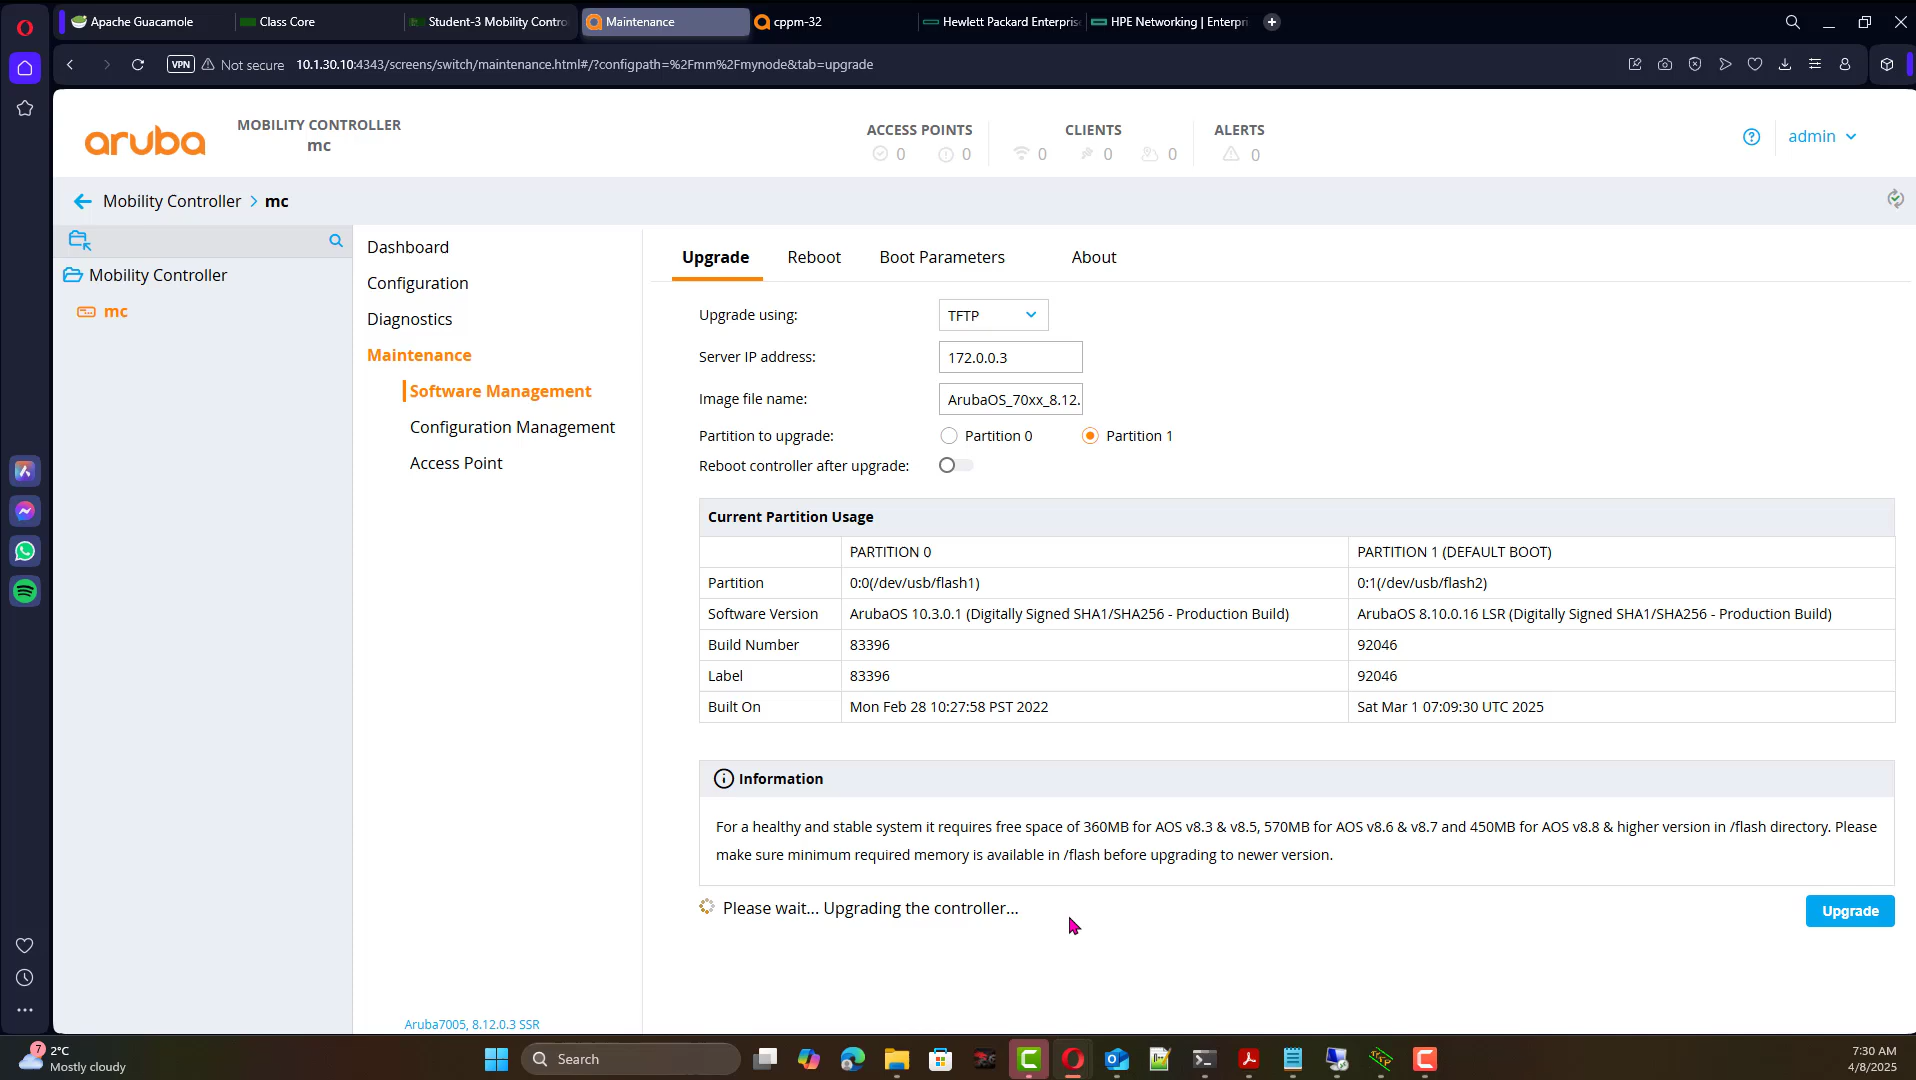 Apache Guacamole
Class Core
Student-3 Mobility Contro
Maintenance
cppm-32
Hewlett Packard Enterpris
HPE Networking | Enterpri
VPN
Not secure
10.1.30.10:4343/screens/switch/maintenance.html#/?configpath=%2Fmm%2Fmynode&tab=upgrade
aruba
MOBILITY CONTROLLER
mc
ACCESS POINTS
0 0
CLIENTS
0 0 0
ALERTS
0
admin
Mobility Controller > mc
Mobility Controller
mc
Dashboard
Configuration
Diagnostics
Maintenance
Software Management
Configuration Management
Access Point
Aruba7005, 8.12.0.3 SSR
Upgrade Reboot Boot Parameters About
Upgrade using: TFTP
Server IP address: 172.0.0.3
Image file name: ArubaOS_70xx_8.12.
Partition to upgrade: Partition 0 Partition 1
Reboot controller after upgrade:
Current Partition Usage
PARTITION 0 PARTITION 1 (DEFAULT BOOT)
Partition 0:0(/dev/usb/flash1) 0:1(/dev/usb/flash2)
Software Version ArubaOS 10.3.0.1 (Digitally Signed SHA1/SHA256 - Production Build) ArubaOS 8.10.0.16 LSR (Digitally Signed SHA1/SHA256 - Production Build)
Build Number 83396 92046
Label 83396 92046
Built On Mon Feb 28 10:27:58 PST 2022 Sat Mar 1 07:09:30 UTC 2025
Information
For a healthy and stable system it requires free space of 360MB for AOS v8.3 & v8.5, 570MB for AOS v8.6 & v8.7 and 450MB for AOS v8.8 & higher version in /flash directory. Please
make sure minimum required memory is available in /flash before upgrading to newer version.
Please wait... Upgrading the controller...
Upgrade
7
2°C
Mostly cloudy
Search
7:30 AM
4/8/2025